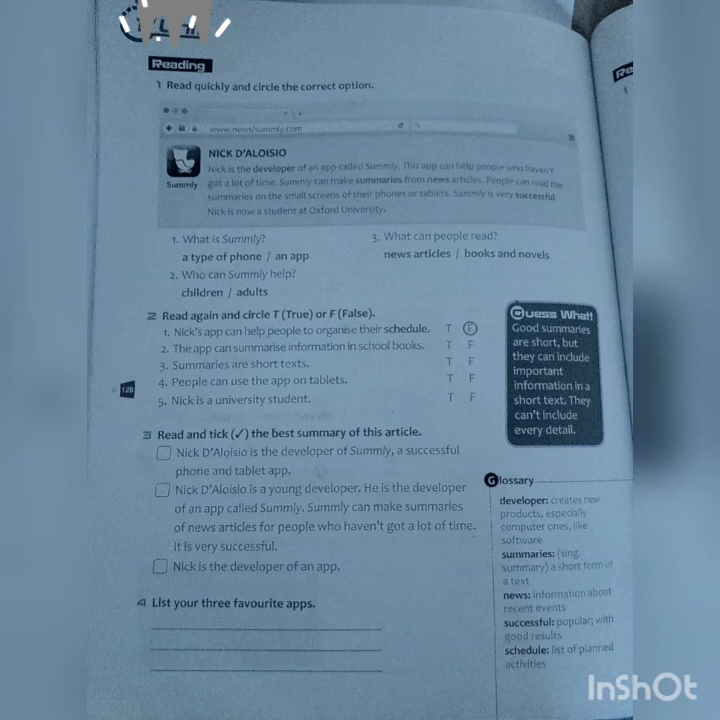 Reading
1 Read quickly and circle the correct option.
www.news/summly.com
NICK D'ALOISIO
Nick is the developer of an app called Summly. This app can help people who haven't
Summly
got a lot of time. Summly can make summaries from news articles. People can read the
summaries on the small screens of their phones or tablets. Summly is very successful.
Nick is now a student at Oxford University.
1. What is Summly?
a type of phone / an app
2. Who can Summly help?
children / adults
3. What can people read?
news articles / books and novels
2 Read again and circle T (True) or F (False).
1. Nick's app can help people to organise their schedule. T F
2. The app can summarise information in school books. T F
3. Summaries are short texts. T F
4. People can use the app on tablets. T F
5. Nick is a university student. T F
Guess What!
Good summaries
are short, but
they can include
important
information in a
short text. They
can't include
every detail.
128
3 Read and tick (✓) the best summary of this article.
Nick D'Aloisio is the developer of Summly, a successful
phone and tablet app.
Nick D'Aloisio is a young developer. He is the developer
of an app called Summly. Summly can make summaries
of news articles for people who haven't got a lot of time.
It is very successful.
Nick is the developer of an app.
4 List your three favourite apps.
Glossary
developer: creates new
products, especially
computer ones, like
software
summaries: (sing.
summary) a short form of
a text
news: information about
recent events
successful: popular; with
good results
schedule: list of planned
activities
Re
1
InShOt